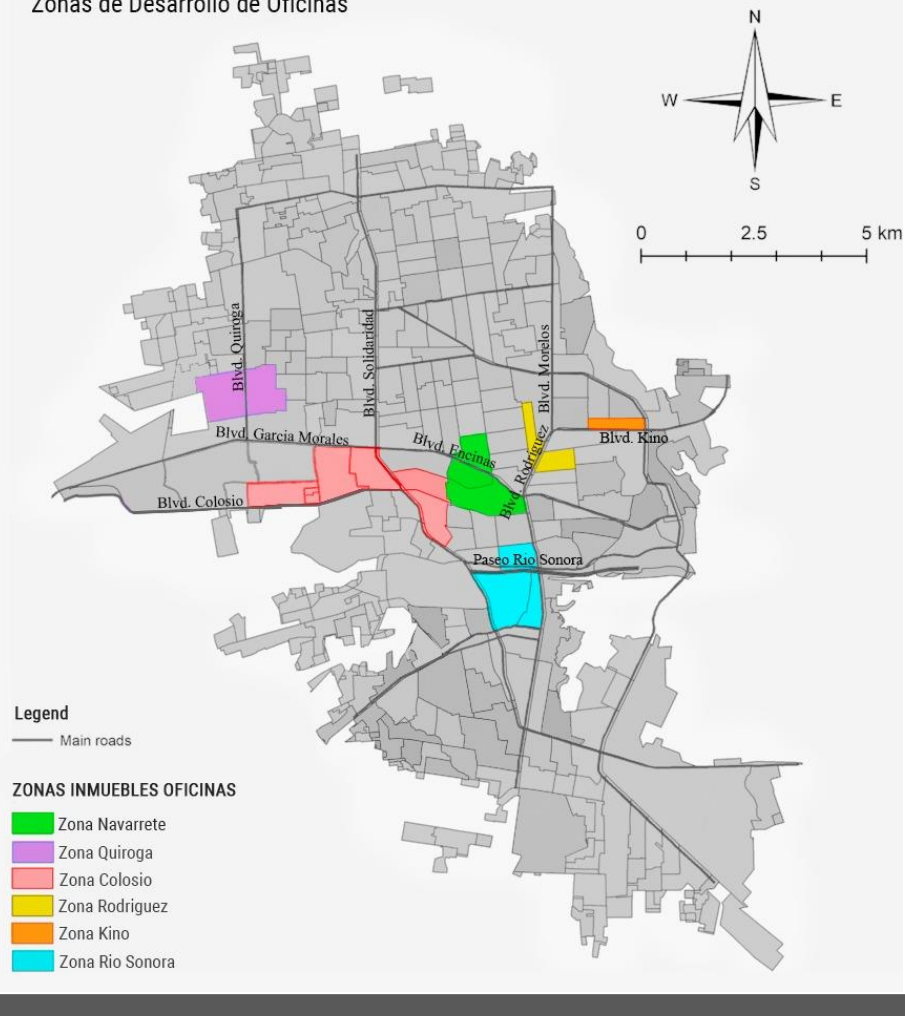 Zonas de Desarrollo de Oficinas
N
W E
S
0 2.5 5 km
Blvd. Quiroga
Blvd. Solidaridad
Blvd. Morelos
Blvd. Garcia Morales
Blvd. Encinas
Blvd. Rodriguez
Blvd. Kino
Blvd. Colosio
Paseo Rio Sonora
Legend
Main roads
ZONAS INMUEBLES OFICINAS
Zona Navarrete
Zona Quiroga
Zona Colosio
Zona Rodriguez
Zona Kino
Zona Rio Sonora